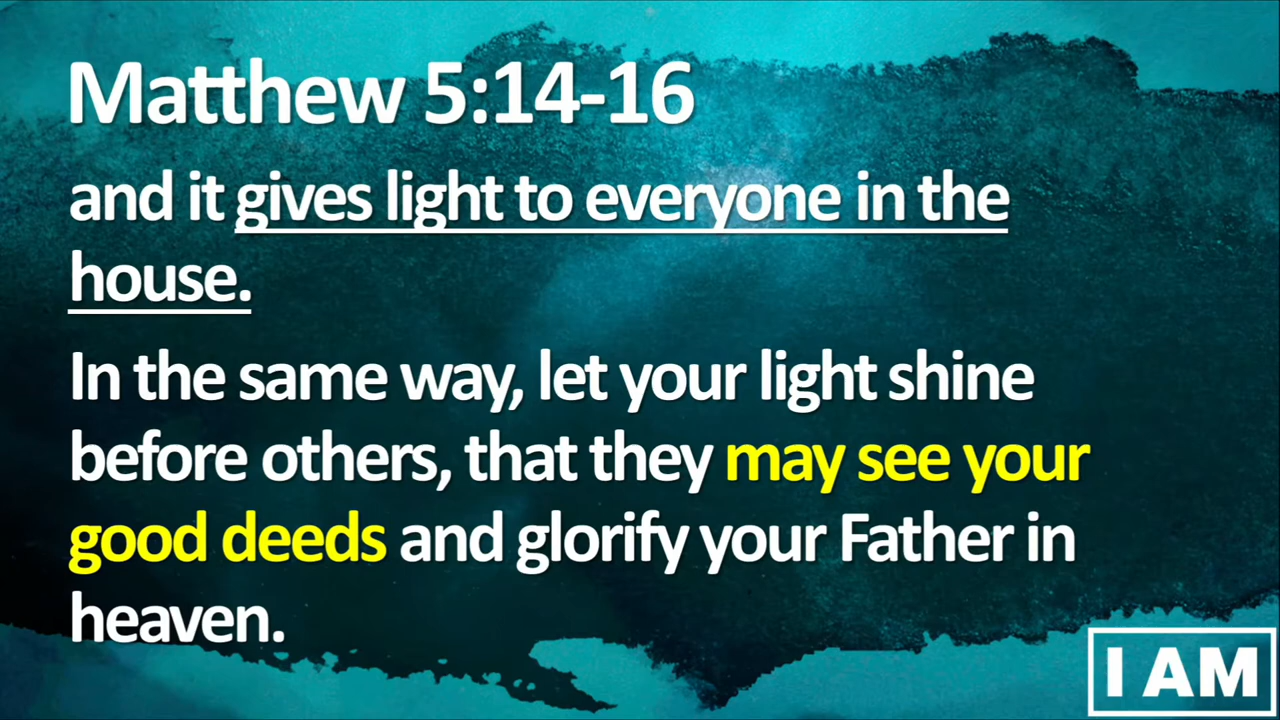 Matthew 5:14-16
and it gives light to everyone in the
house.
In the same way, let your light shine
before others, that they may see your
good deeds and glorify your Father in
heaven.
I AM